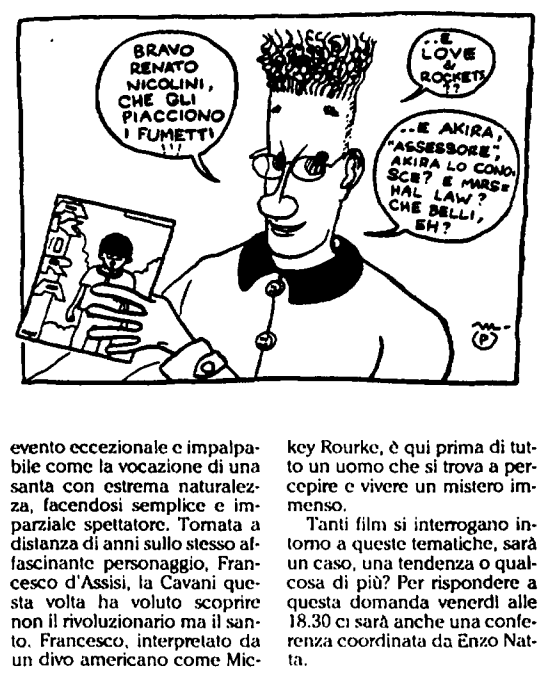 BRAVO
RENATO
NICOLINI,
CHE GLI
PIACCIONO
I FUMETTI
!!!
...E
LOVE
&
ROCKETS
??
...E AKIRA,
"ASSESSORE",
AKIRA LO CONO-
SCE? E MARS-
HAL LAW?
CHE BELLI,
EH?
AKIRA
P
evento eccezionale e impalpa-
bile come la vocazione di una
santa con estrema naturalez-
za, facendosi semplice e im-
parziale spettatore. Tornata a
distanza di anni sullo stesso af-
fascinante personaggio, Fran-
cesco d'Assisi, la Cavani que-
sta volta ha voluto scoprire
non il rivoluzionario ma il san-
to. Francesco, interpretato da
un divo americano come Mic-
key Rourke, è qui prima di tut-
to un uomo che si trova a per-
cepire e vivere un mistero im-
menso.
Tanti film si interrogano in-
torno a queste tematiche, sarà
un caso, una tendenza o qual-
cosa di più? Per rispondere a
questa domanda venerdì alle
18.30 ci sarà anche una confe-
renza coordinata da Enzo Nat-
ta.